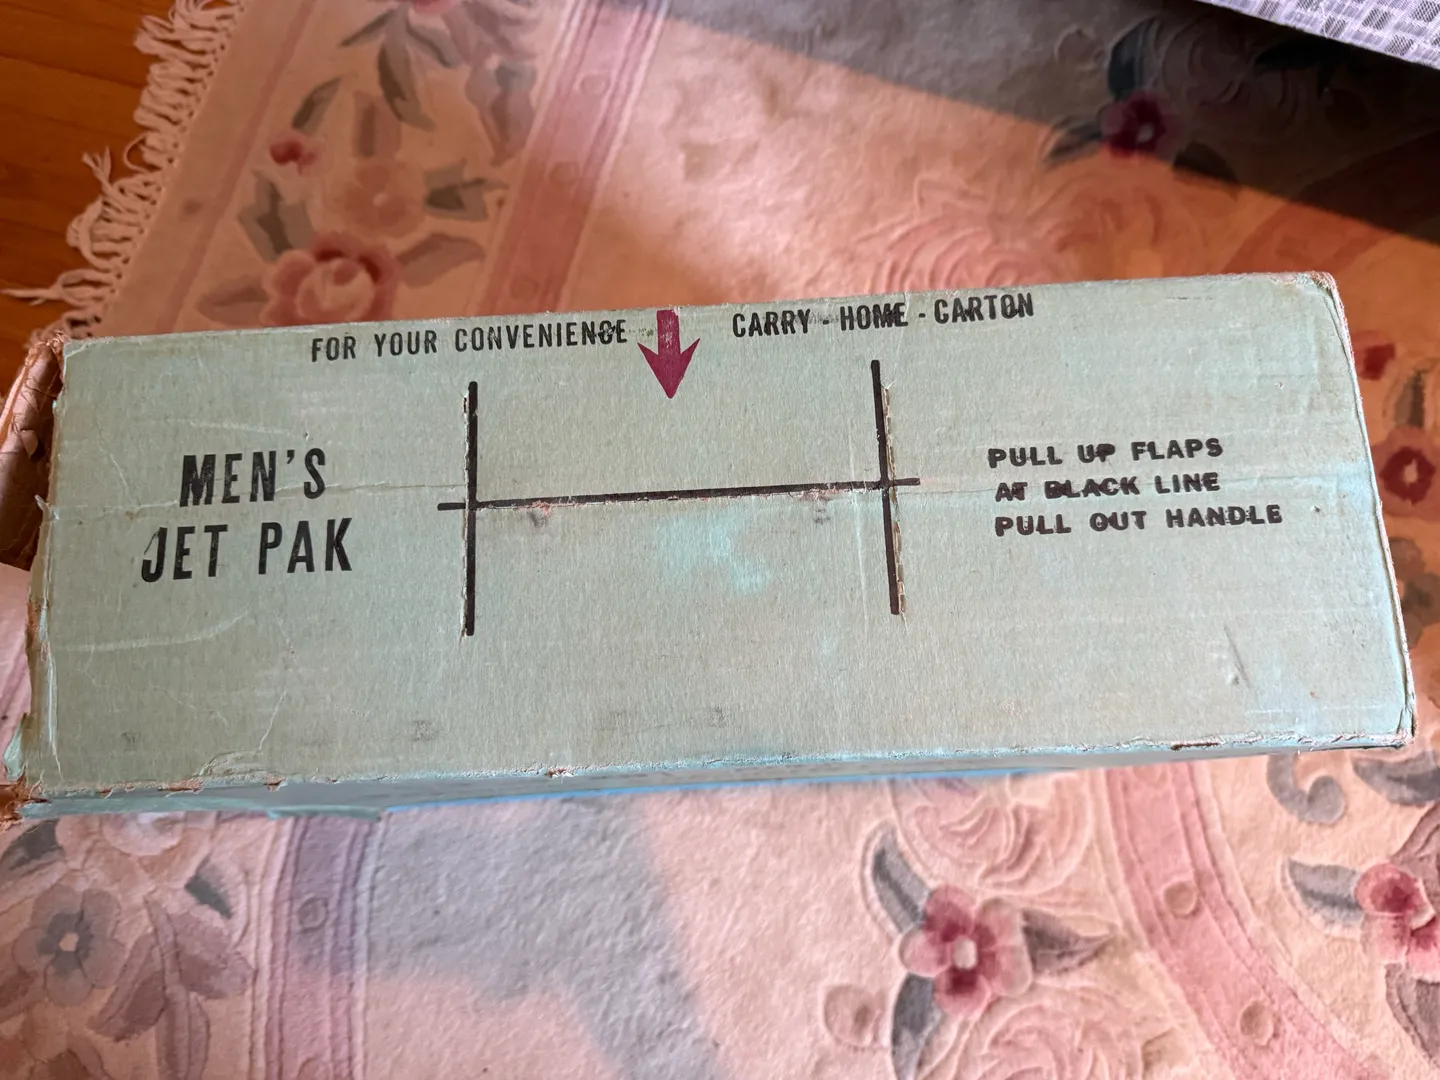 FOR YOUR CONVENIENCE
CARRY - HOME - CARTON
MEN'S
JET PAK
PULL UP FLAPS
AT BLACK LINE
PULL OUT HANDLE